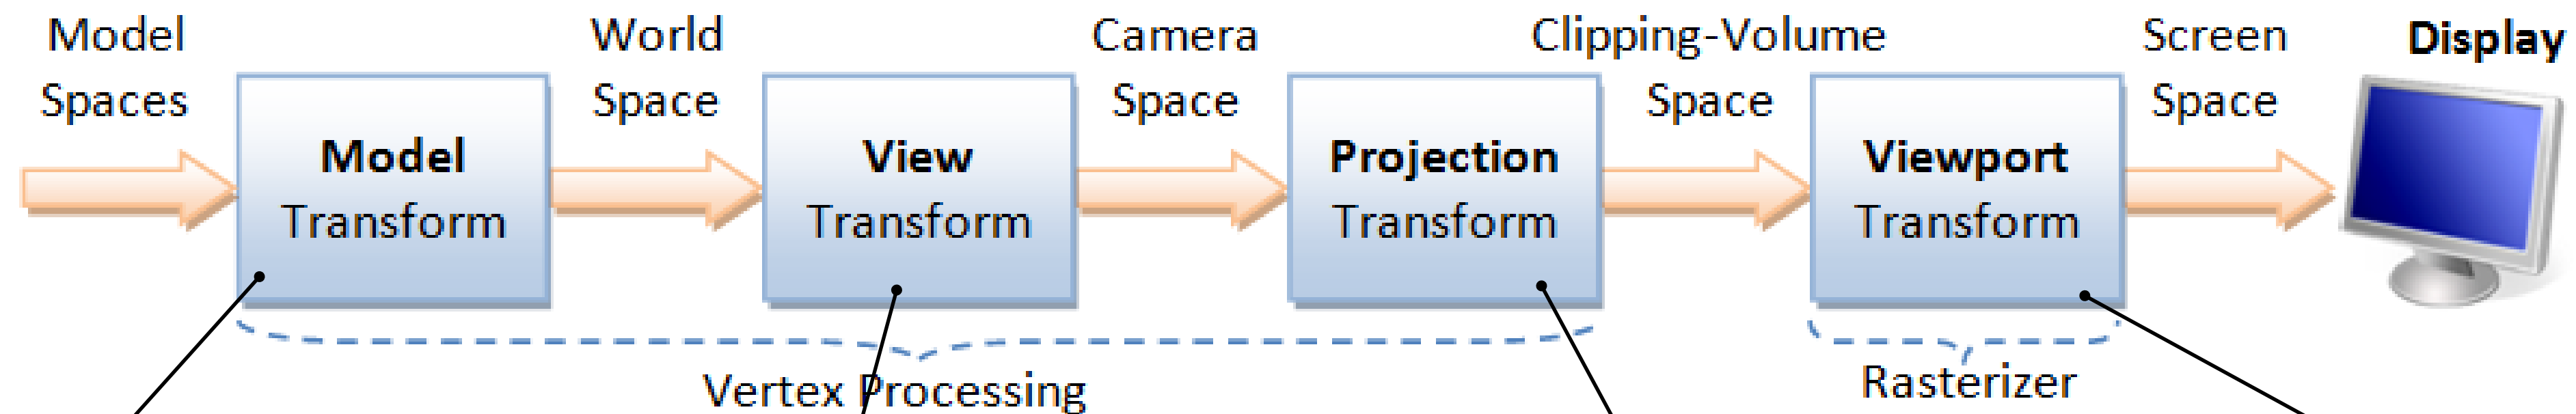 Model
Spaces
World
Space
Camera
Space
Clipping-Volume
Space
Screen
Space
Display
Model
Transform
View
Transform
Projection
Transform
Viewport
Transform
Vertex Processing
Rasterizer